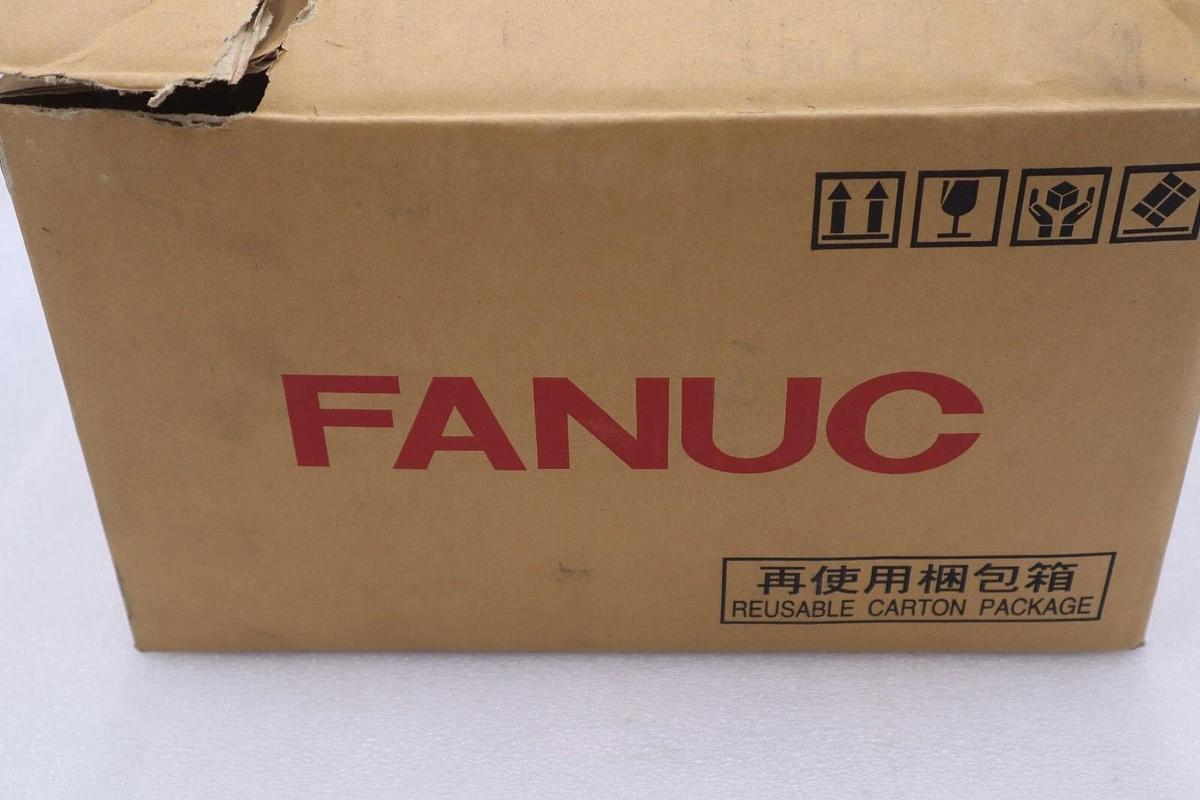 FANUC
再使用梱包箱
REUSABLE CARTON PACKAGE